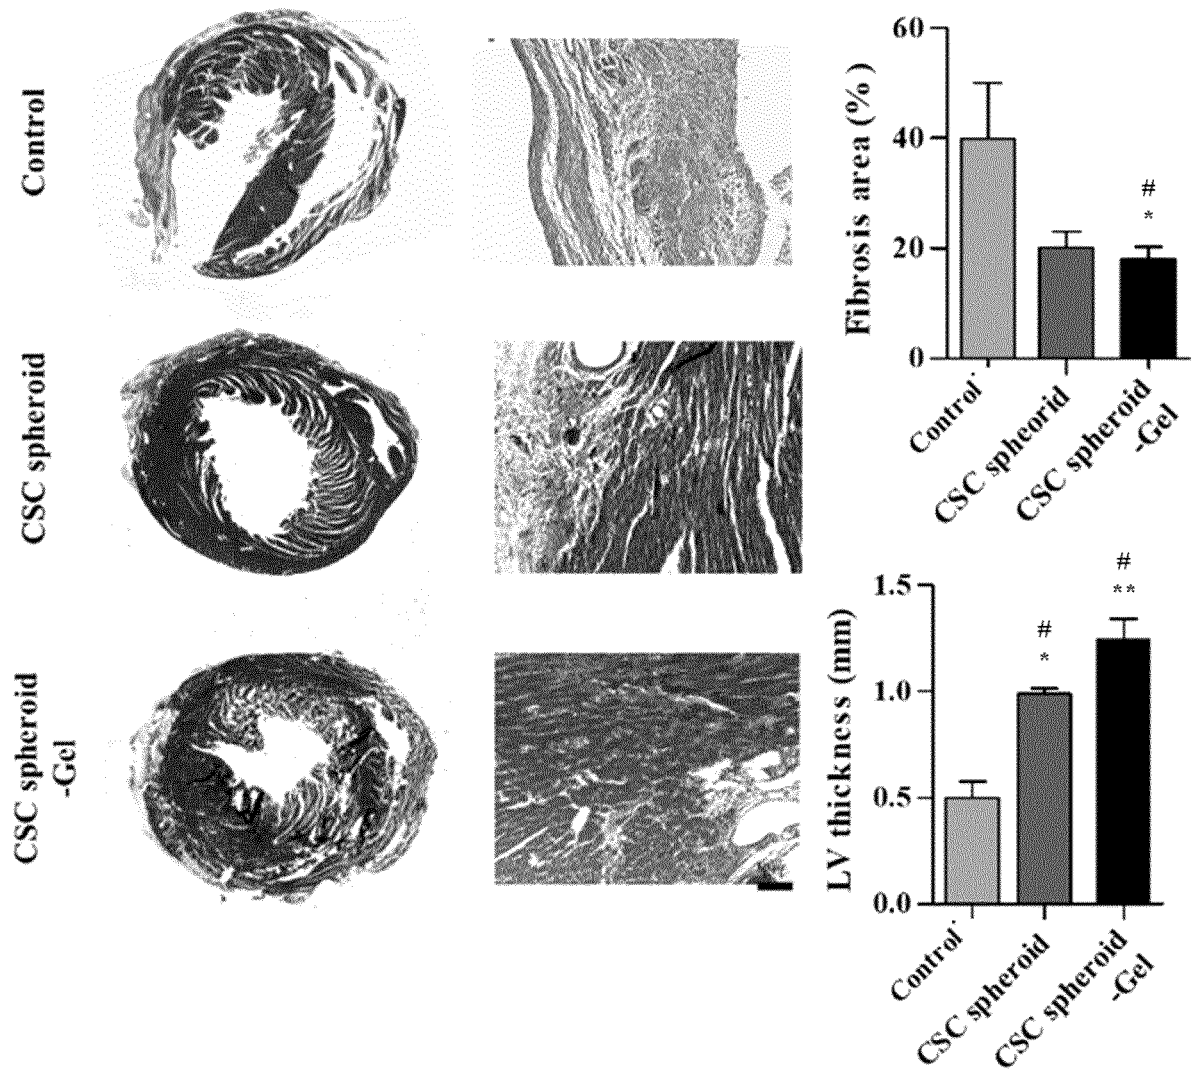 Control
CSC spheroid
CSC spheroid
-Gel
Fibrosis area (%)
60
40
20
0
#
*
Control
CSC spheorid
CSC spheroid
-Gel
LV thickness (mm)
1.5
1.0
0.5
0.0
#
*
#
**
Control
CSC spheroid
CSC spheroid
-Gel